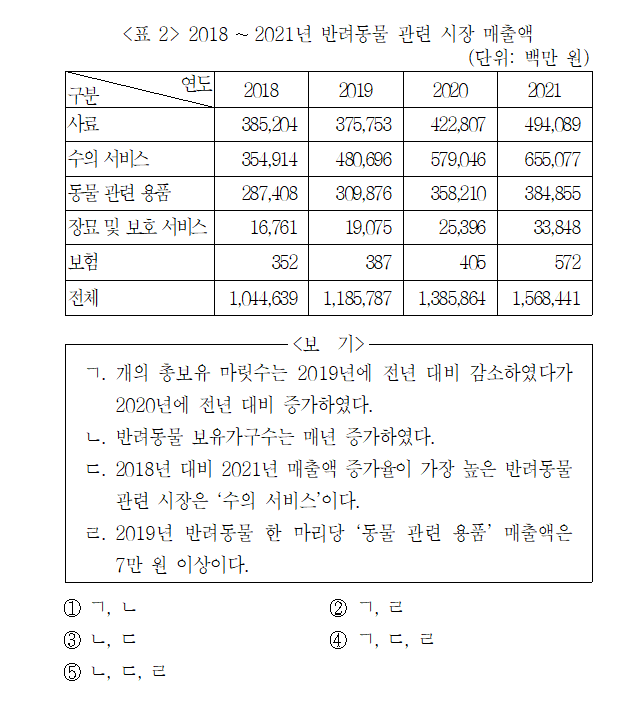 <표 2> 2018 ~ 2021년 반려동물 관련 시장 매출액
(단위: 백만 원)
구분 연도 2018 2019 2020 2021
사료 385,204 375,753 422,807 494,089
수의 서비스 354,914 480,696 579,046 655,077
동물 관련 용품 287,408 309,876 358,210 384,855
장묘 및 보호 서비스 16,761 19,075 25,396 33,848
보험 352 387 405 572
전체 1,044,639 1,185,787 1,385,864 1,568,441
<보 기>
ㄱ. 개의 총보유 마릿수는 2019년에 전년 대비 감소하였다가
2020년에 전년 대비 증가하였다.
ㄴ. 반려동물 보유가구수는 매년 증가하였다.
ㄷ. 2018년 대비 2021년 매출액 증가율이 가장 높은 반려동물
관련 시장은 ‘수의 서비스’이다.
ㄹ. 2019년 반려동물 한 마리당 ‘동물 관련 용품’ 매출액은
7만 원 이상이다.
① ㄱ, ㄴ ② ㄱ, ㄹ
③ ㄴ, ㄷ ④ ㄱ, ㄷ, ㄹ
⑤ ㄴ, ㄷ, ㄹ